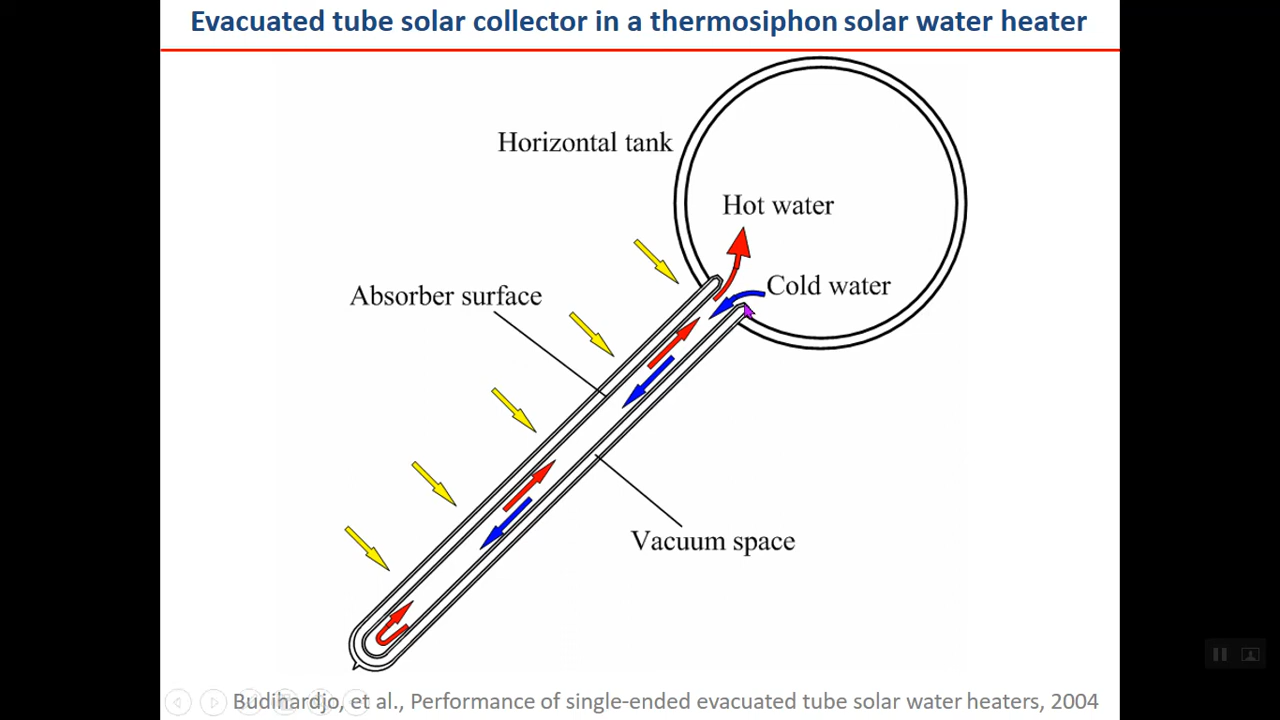 Evacuated tube solar collector in a thermosiphon solar water heater
Horizontal tank
Hot water
Cold water
Absorber surface
Vacuum space
Budihardjo, et al., Performance of single-ended evacuated tube solar water heaters, 2004